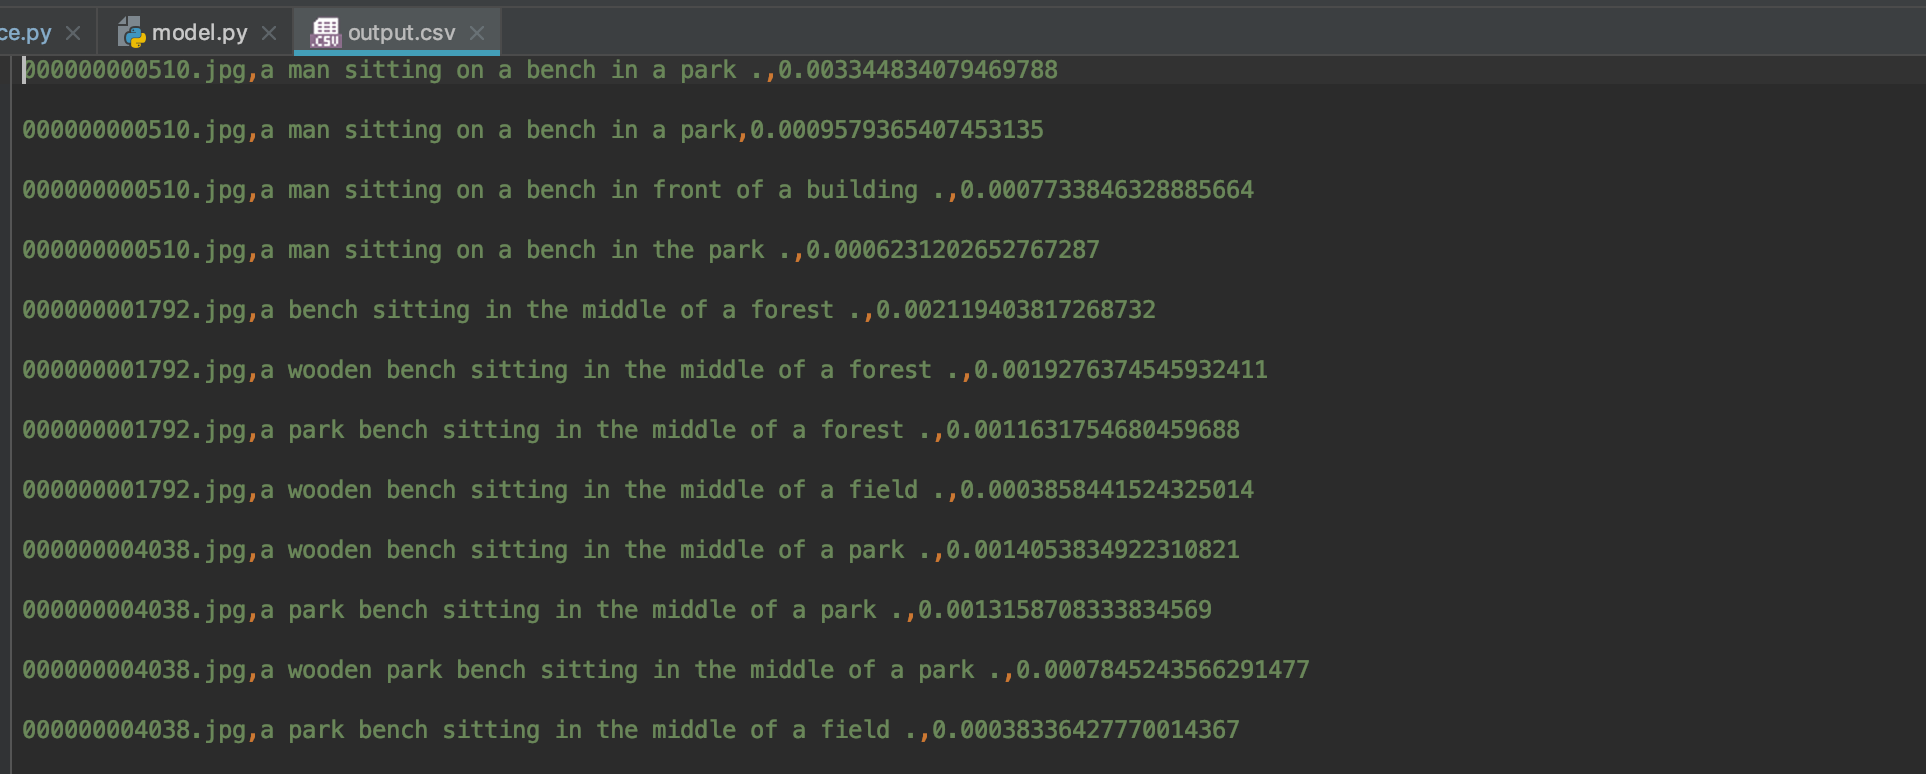 ce.py model.py output.csv
000000000510.jpg,a man sitting on a bench in a park .,0.003344834079469788
000000000510.jpg,a man sitting on a bench in a park,0.0009579365407453135
000000000510.jpg,a man sitting on a bench in front of a building .,0.0007733846328885664
000000000510.jpg,a man sitting on a bench in the park .,0.0006231202652767287
000000001792.jpg,a bench sitting in the middle of a forest .,0.002119403817268732
000000001792.jpg,a wooden bench sitting in the middle of a forest .,0.0019276374545932411
000000001792.jpg,a park bench sitting in the middle of a forest .,0.0011631754680459688
000000001792.jpg,a wooden bench sitting in the middle of a field .,0.0003858441524325014
000000004038.jpg,a wooden bench sitting in the middle of a park .,0.0014053834922310821
000000004038.jpg,a park bench sitting in the middle of a park .,0.0013158708333834569
000000004038.jpg,a wooden park bench sitting in the middle of a park .,0.0007845243566291477
000000004038.jpg,a park bench sitting in the middle of a field .,0.00038336427770014367